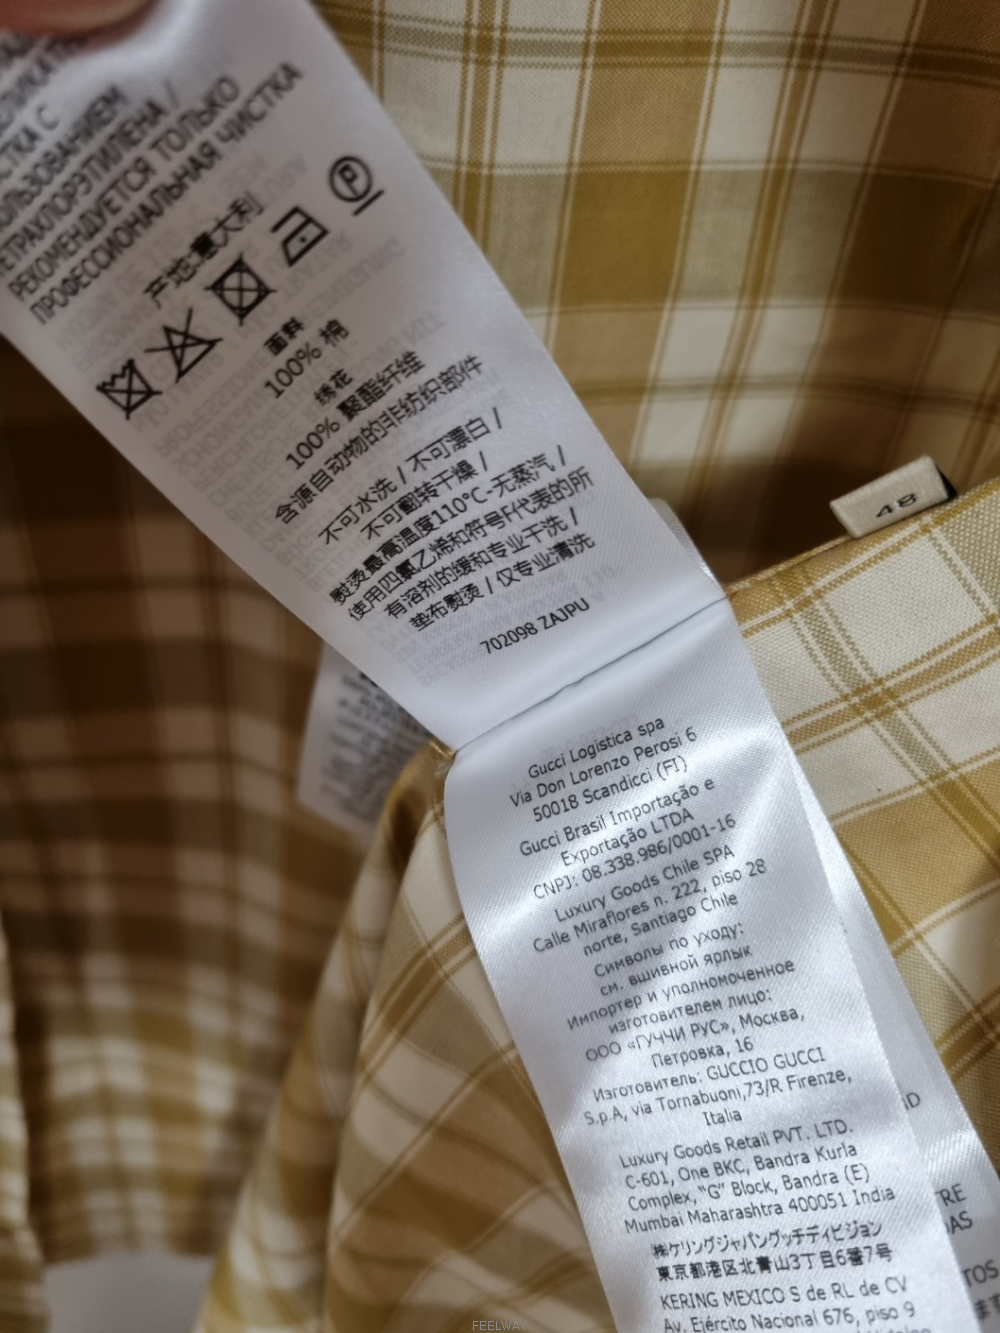 СТКА С
ПОЛЬЗОВАНИЕМ
ТЕТРАХЛОРЭТИЛЕНА /
РЕКОМЕНДУЕТСЯ ТОЛЬКО
ПРОФЕССИОНАЛЬНАЯ ЧИСТКА
产地:意大利
P
面料
100% 棉
绣花
100% 聚酯纤维
含源自动物的非纺织部件
不可水洗 / 不可漂白 /
不可翻转干燥 /
熨烫最高温度110°C-无蒸汽 /
使用四氯乙烯和符号F代表的所
有溶剂的缓和专业干洗 /
垫布熨烫 / 仅专业清洗
702098 ZAJPU
48
Gucci Logistica spa
Via Don Lorenzo Perosi 6
50018 Scandicci (FI)
Gucci Brasil Importação e
Exportação LTDA
CNPJ: 08.338.986/0001-16
Luxury Goods Chile SPA
Calle Miraflores n. 222, piso 28
norte, Santiago Chile
Символы по уходу:
см. вшивной ярлык
Импортер и уполномоченное
изготовителем лицо:
ООО «ГУЧЧИ РУС», Москва,
Петровка, 16
Изготовитель: GUCCIO GUCCI
S.p.A, via Tornabuoni,73/R Firenze,
Italia
Luxury Goods Retail PVT. LTD.
C-601, One BKC, Bandra Kurla
Complex, "G" Block, Bandra (E)
Mumbai Maharashtra 400051 India
㈱ケリングジャパングッチディビジョン
東京都港区北青山3丁目6番7号
KERING MEXICO S de RL de CV
Av. Ejército Nacional 676, piso 9
FEELWAY